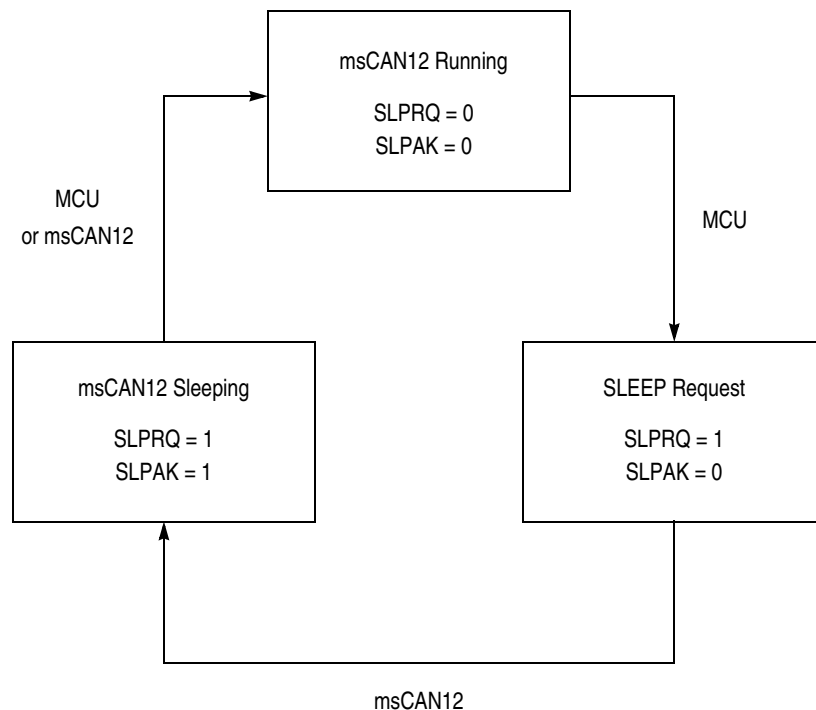 msCAN12 Running
SLPRQ = 0
SLPAK = 0
MCU
or msCAN12
MCU
msCAN12 Sleeping
SLPRQ = 1
SLPAK = 1
SLEEP Request
SLPRQ = 1
SLPAK = 0
msCAN12